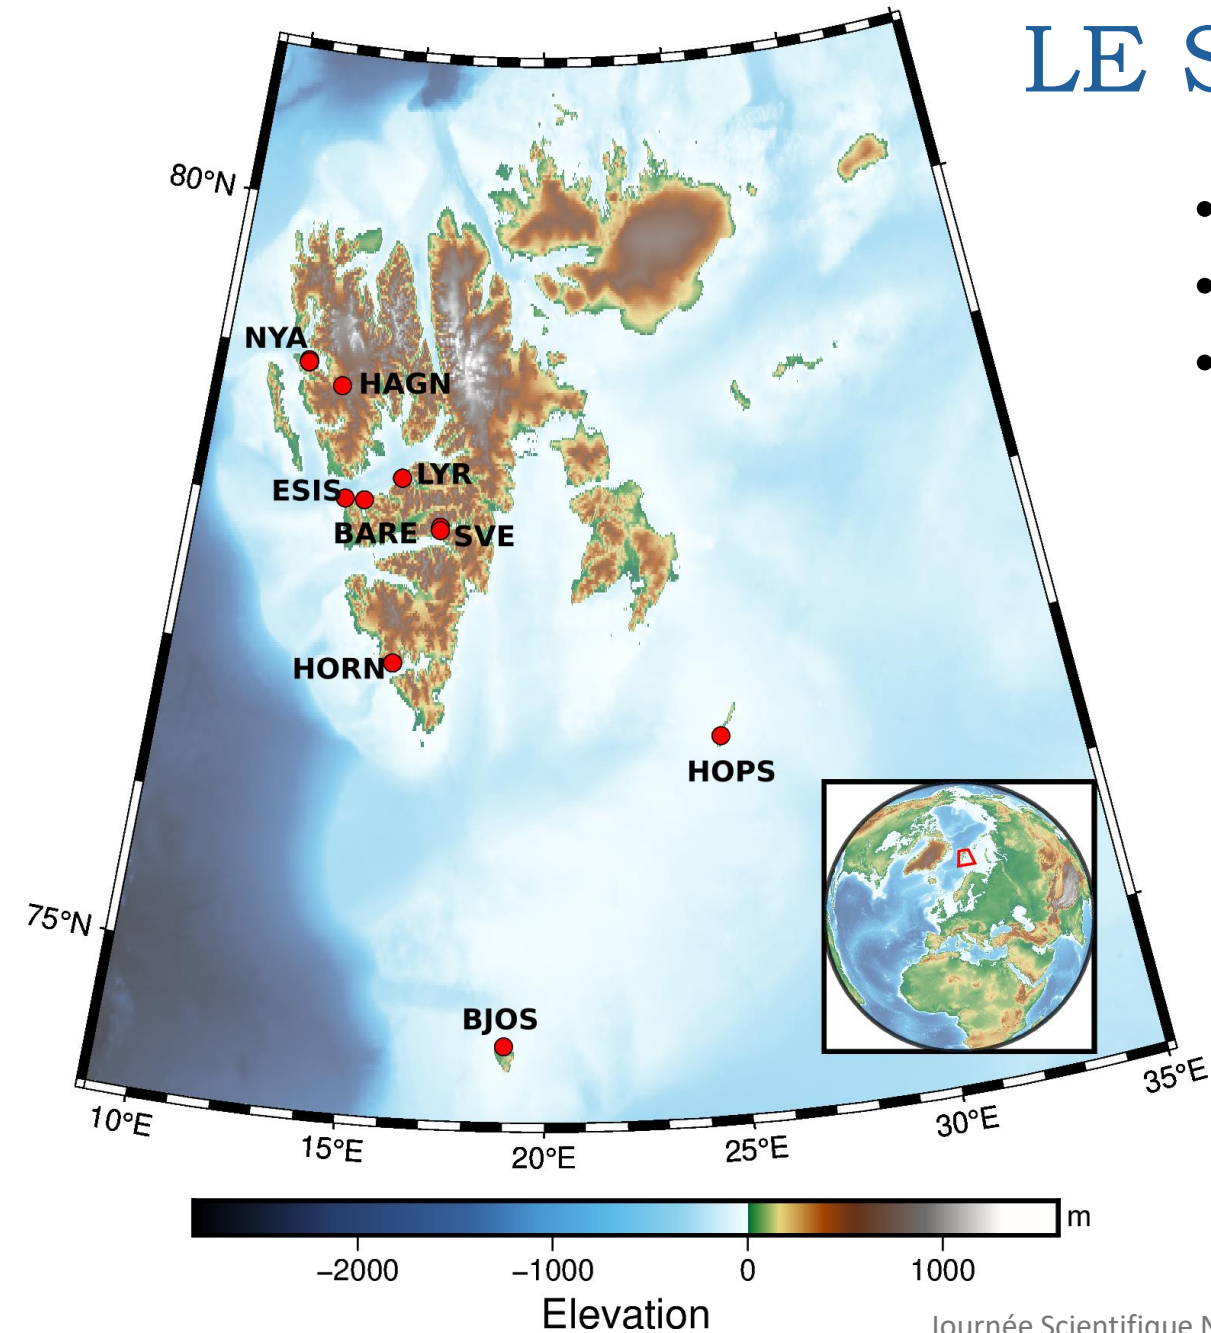 LE S
80°N
NYA
HAGN
LYR
ESIS
BARE
SVE
HORN
HOPS
75°N
BJOS
10°E
15°E
20°E
25°E
30°E
35°E
m
−2000
−1000
0
1000
Elevation
Journée Scientifique N